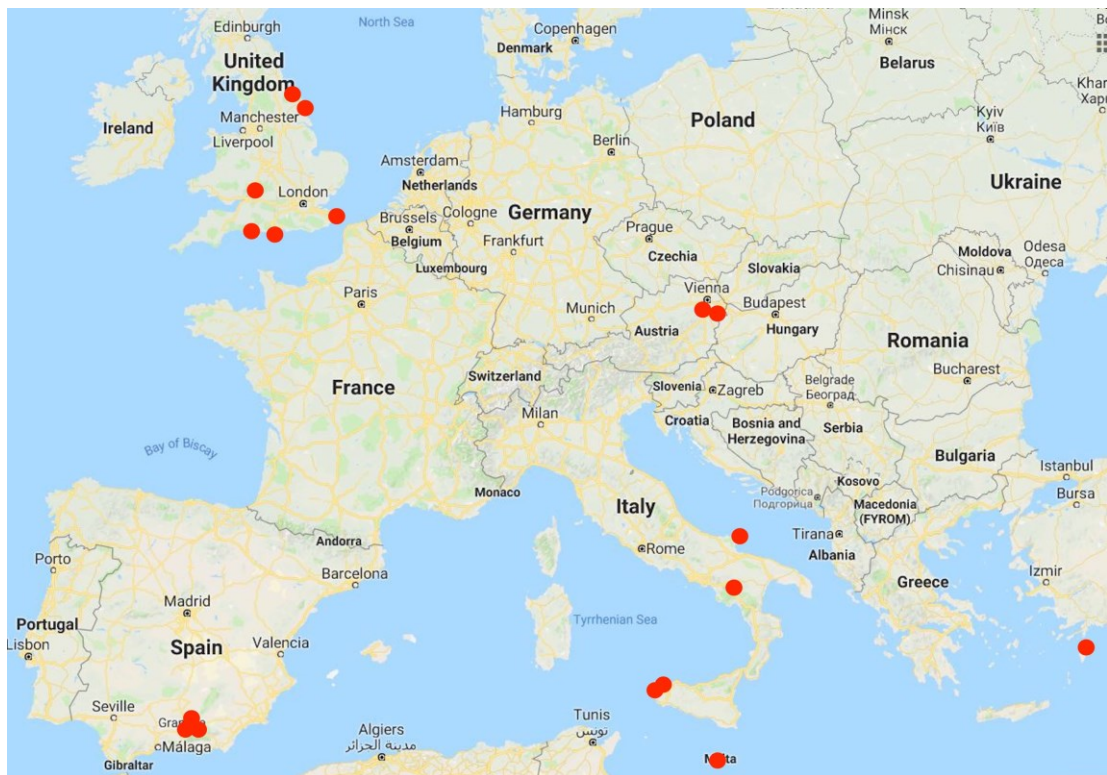 Edinburgh
North Sea
Copenhagen
Denmark
Minsk
Мінск
Belarus
United
Kingdom
Ireland
Manchester
Liverpool
Hamburg
Berlin
Poland
Kyiv
Київ
Amsterdam
Netherlands
London
Ukraine
Brussels
Belgium
Cologne
Germany
Frankfurt
Luxembourg
Prague
Czechia
Slovakia
Moldova
Chisinau
Odesa
Одеса
Paris
Munich
Vienna
Austria
Budapest
Hungary
Romania
Bucharest
France
Switzerland
Slovenia
Zagreb
Belgrade
Београд
Milan
Croatia
Bosnia and
Herzegovina
Serbia
Bay of Biscay
Bulgaria
Monaco
Italy
Kosovo
Podgorica
Подгорица
Macedonia
(FYROM)
Istanbul
Bursa
Andorra
Rome
Tirana
Albania
Porto
Barcelona
Greece
Izmir
Madrid
Portugal
Lisbon
Spain
Valencia
Tyrrhenian Sea
Seville
Málaga
Gibraltar
Algiers
مدينة الجزائر
Tunis
تونس